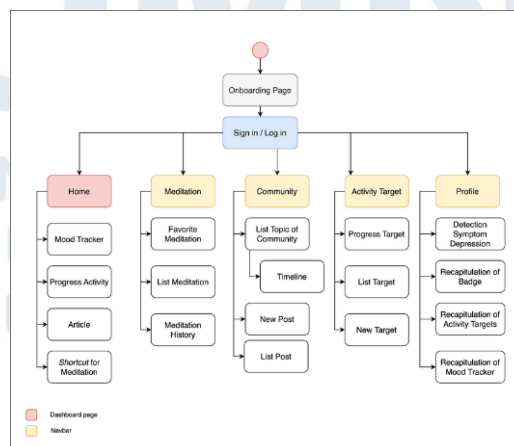 Onboarding Page
Sign in / Log in
Home
Meditation
Community
Activity Target
Profile
Mood Tracker
Favorite
Meditation
List Topic of
Community
Progress Target
Detection
Symptom
Depression
Timeline
Progress Activity
List Meditation
List Target
Recapitulation of
Badge
Article
Meditation
History
New Post
New Target
Recapitulation of
Activity Targets
Shortcut for
Meditation
List Post
Recapitulation of
Mood Tracker
Dashboard page
Navbar